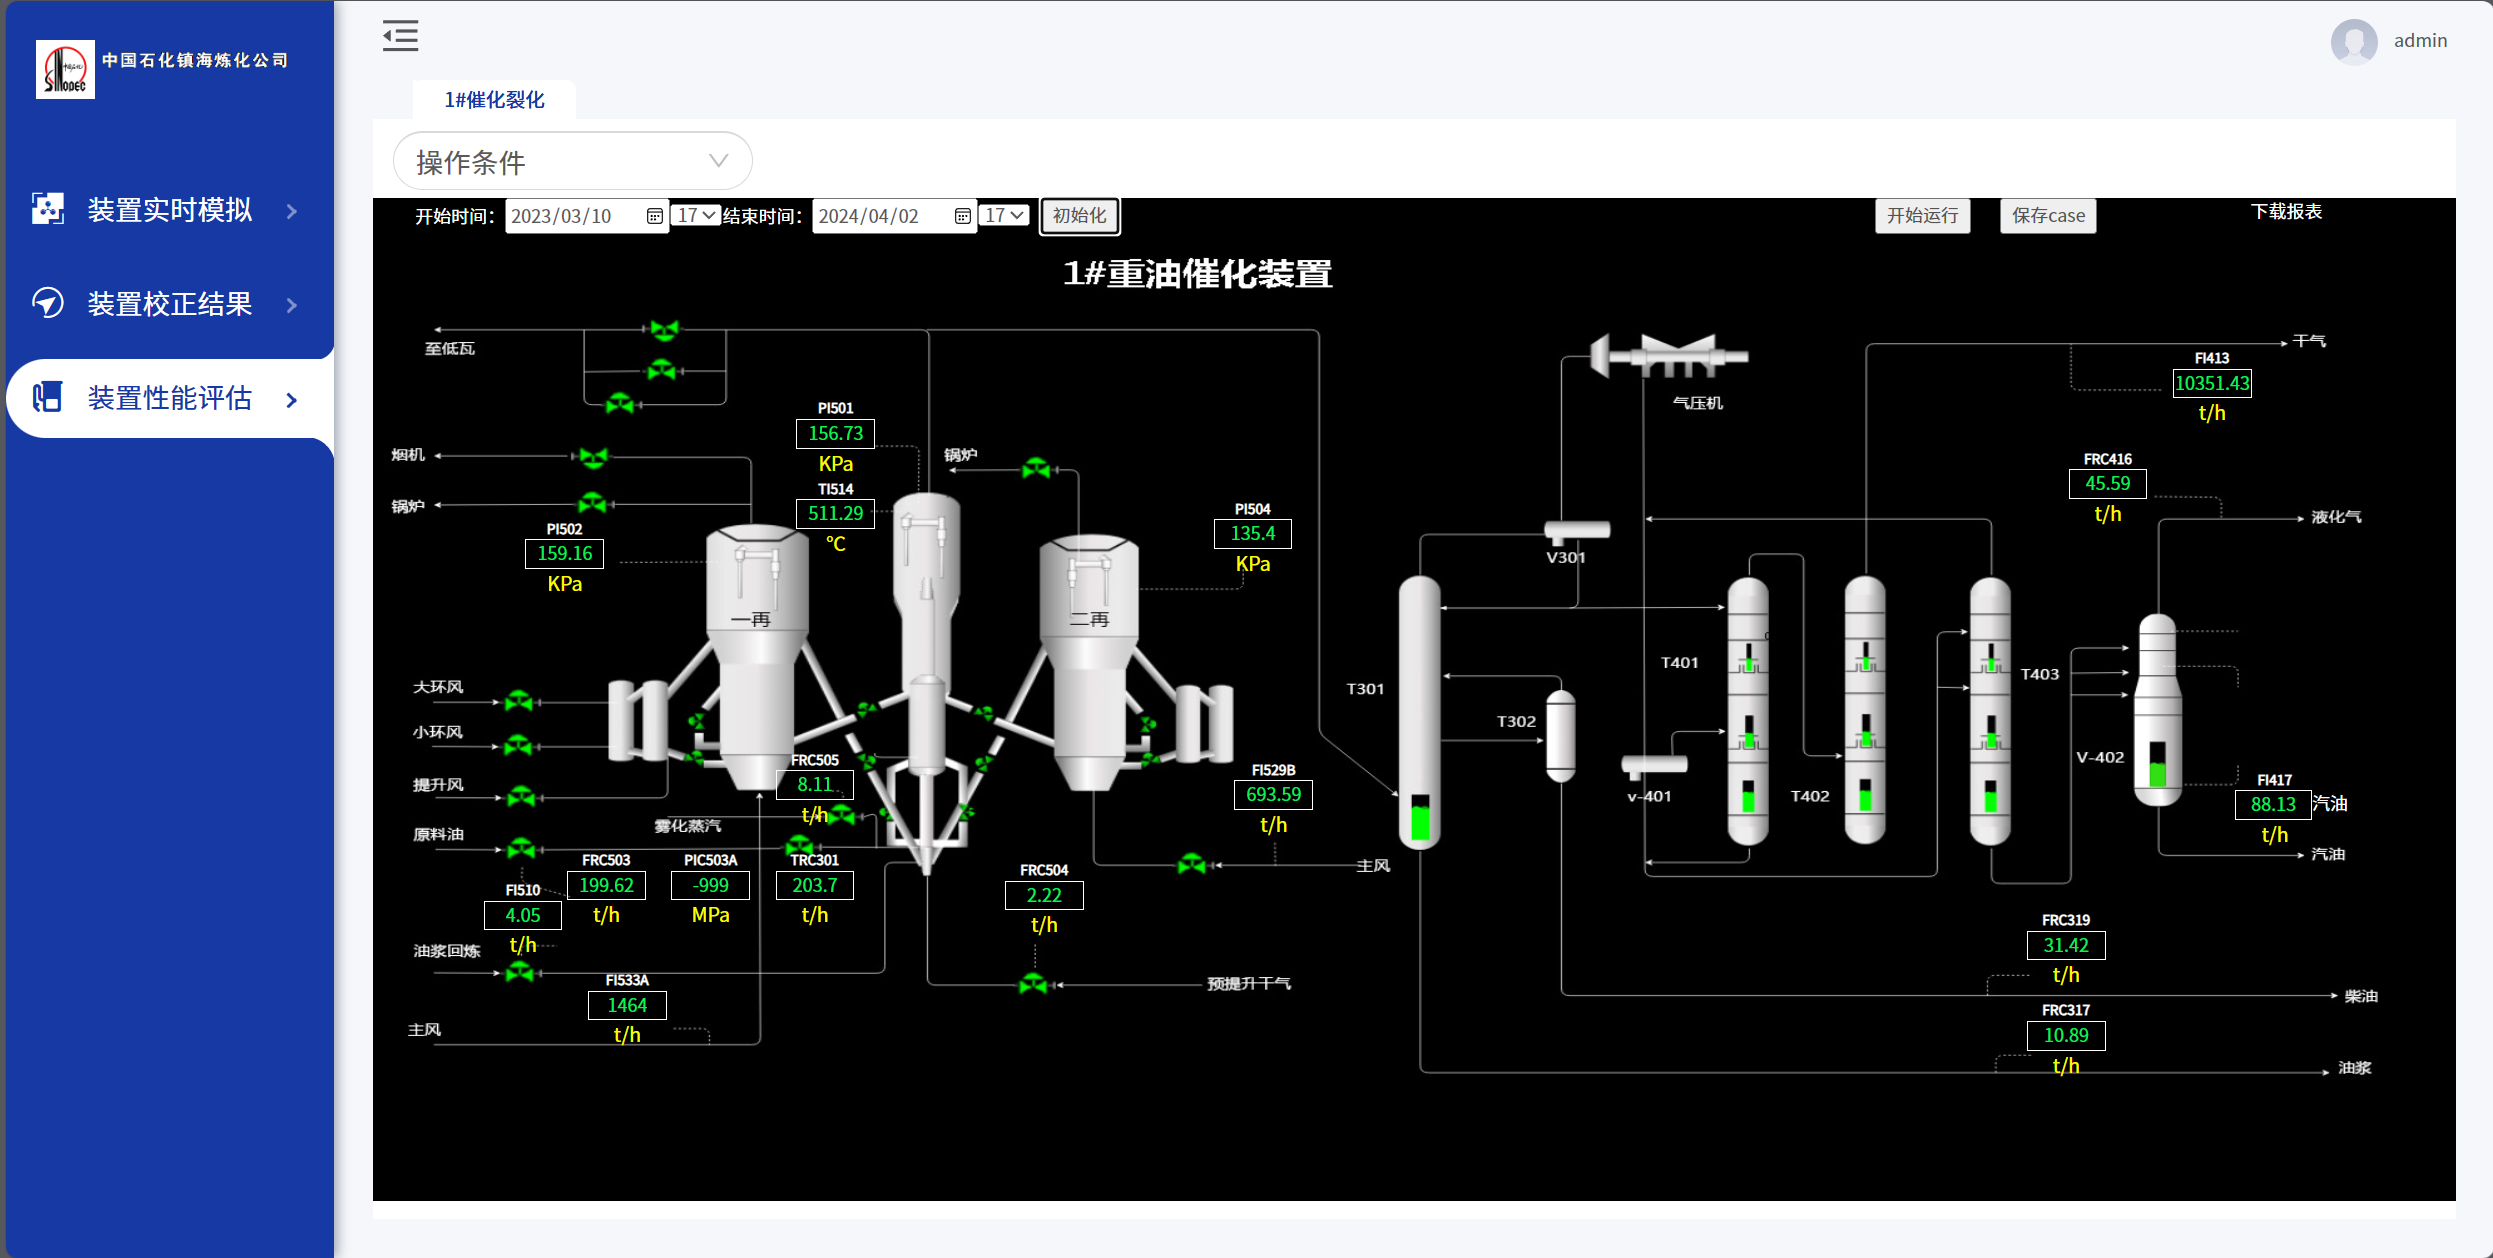 中国石化镇海炼化公司
SINOPEC
admin
1#催化裂化
操作条件
装置实时模拟
装置校正结果
装置性能评估
开始时间：
2023/03/10
17
结束时间：
2024/04/02
17
初始化
开始运行
保存case
下载报表
1#重油催化装置
至低瓦
干气
FI413
10351.43
t/h
气压机
PI501
156.73
KPa
烟机
锅炉
TI514
511.29
℃
锅炉
PI502
159.16
KPa
PI504
135.4
KPa
FRC416
45.59
t/h
液化气
V301
一再
二再
大环风
小环风
提升风
原料油
T301
T302
T401
T403
V-402
v-401
T402
FRC505
8.11
t/h
雾化蒸汽
FI529B
693.59
t/h
FI417
88.13
汽油
t/h
汽油
主风
FRC503
199.62
t/h
PIC503A
-999
MPa
TRC301
203.7
t/h
FI510
4.05
t/h
FRC504
2.22
t/h
油浆回炼
FI533A
1464
t/h
主风
预提升干气
FRC319
31.42
t/h
柴油
FRC317
10.89
t/h
油浆